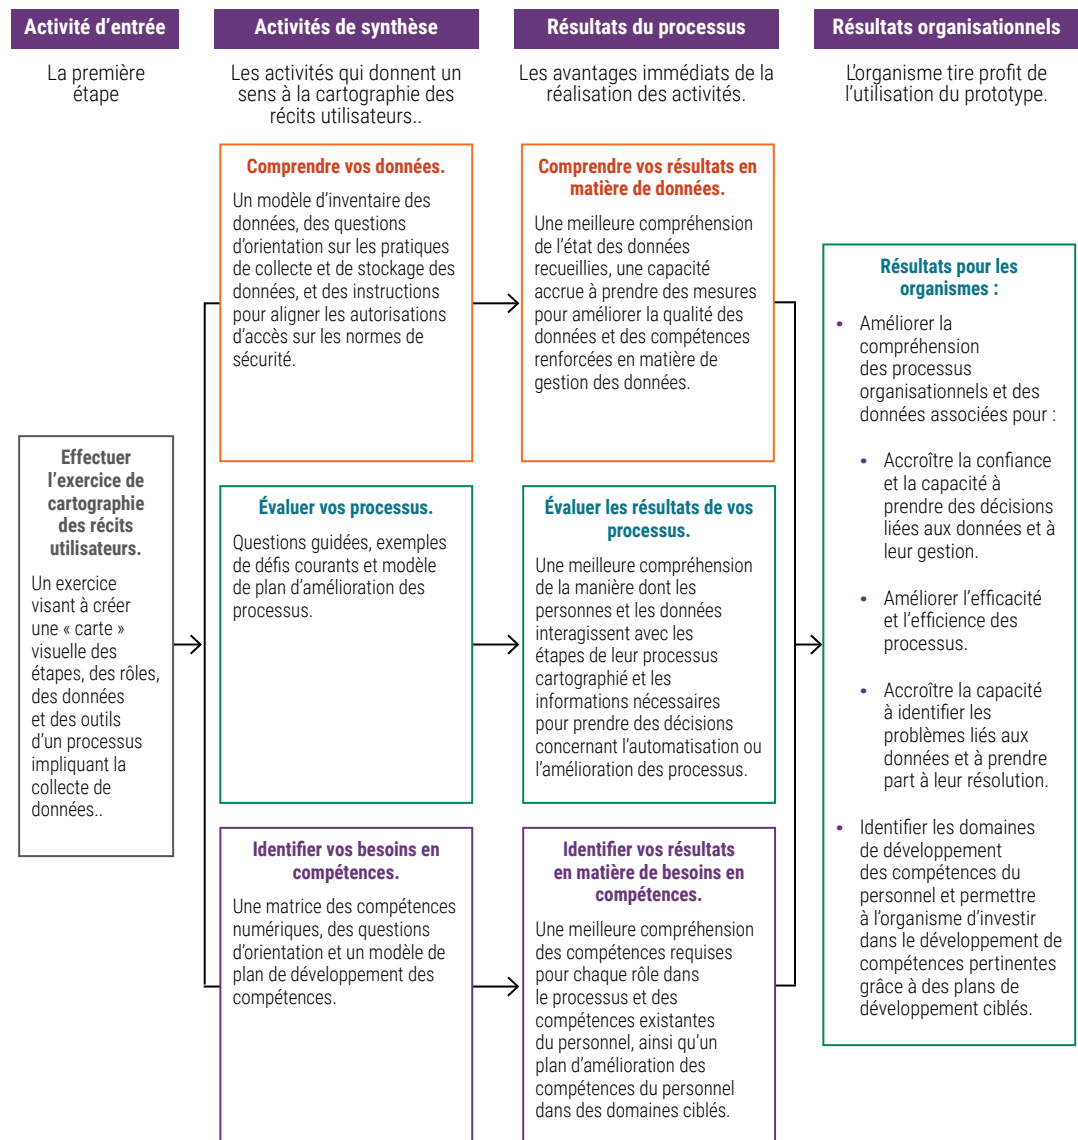 Activité d'entrée
Activités de synthèse
Résultats du processus
Résultats organisationnels
La première
étape
Les activités qui donnent un
sens à la cartographie des
récits utilisateurs..
Les avantages immédiats de la
réalisation des activités.
L'organisme tire profit de
l'utilisation du prototype.
Effectuer
l'exercice de
cartographie
des récits
utilisateurs.
Un exercice
visant à créer
une « carte »
visuelle des
étapes, des rôles,
des données
et des outils
d'un processus
impliquant la
collecte de
données..
Comprendre vos données.
Un modèle d'inventaire des
données, des questions
d'orientation sur les pratiques
de collecte et de stockage des
données, et des instructions
pour aligner les autorisations
d'accès sur les normes de
sécurité.
Comprendre vos résultats en
matière de données.
Une meilleure compréhension
de l'état des données
recueillies, une capacité
accrue à prendre des mesures
pour améliorer la qualité des
données et des compétences
renforcées en matière de
gestion des données.
Évaluer vos processus.
Questions guidées, exemples
de défis courants et modèle
de plan d'amélioration des
processus.
Évaluer les résultats de vos
processus.
Une meilleure compréhension
de la manière dont les
personnes et les données
interagissent avec les
étapes de leur processus
cartographié et les
informations nécessaires
pour prendre des décisions
concernant l'automatisation ou
l'amélioration des processus.
Identifier vos besoins en
compétences.
Une matrice des compétences
numériques, des questions
d'orientation et un modèle de
plan de développement des
compétences.
Identifier vos résultats
en matière de besoins en
compétences.
Une meilleure compréhension
des compétences requises
pour chaque rôle dans
le processus et des
compétences existantes
du personnel, ainsi qu'un
plan d'amélioration des
compétences du personnel
dans des domaines ciblés.
Résultats pour les
organismes :
• Améliorer la
compréhension
des processus
organisationnels et des
données associées pour :
• Accroître la confiance
et la capacité à
prendre des décisions
liées aux données et à
leur gestion.
• Améliorer l'efficacité
et l'efficience des
processus.
• Accroître la capacité
à identifier les
problèmes liés aux
données et à prendre
part à leur résolution.
• Identifier les domaines
de développement
des compétences du
personnel et permettre
à l'organisme d'investir
dans le développement de
compétences pertinentes
grâce à des plans de
développement ciblés.